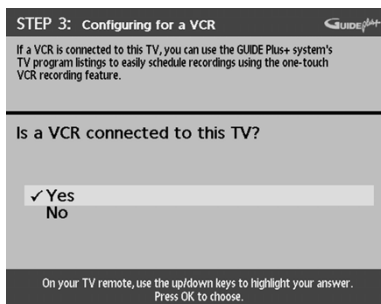 STEP 3: Configuring for a VCR
GUIDE plus+
If a VCR is connected to this TV, you can use the GUIDE Plus+ system's
TV program listings to easily schedule recordings using the one-touch
VCR recording feature.
Is a VCR connected to this TV?
✓ Yes
No
On your TV remote, use the up/down keys to highlight your answer.
Press OK to choose.